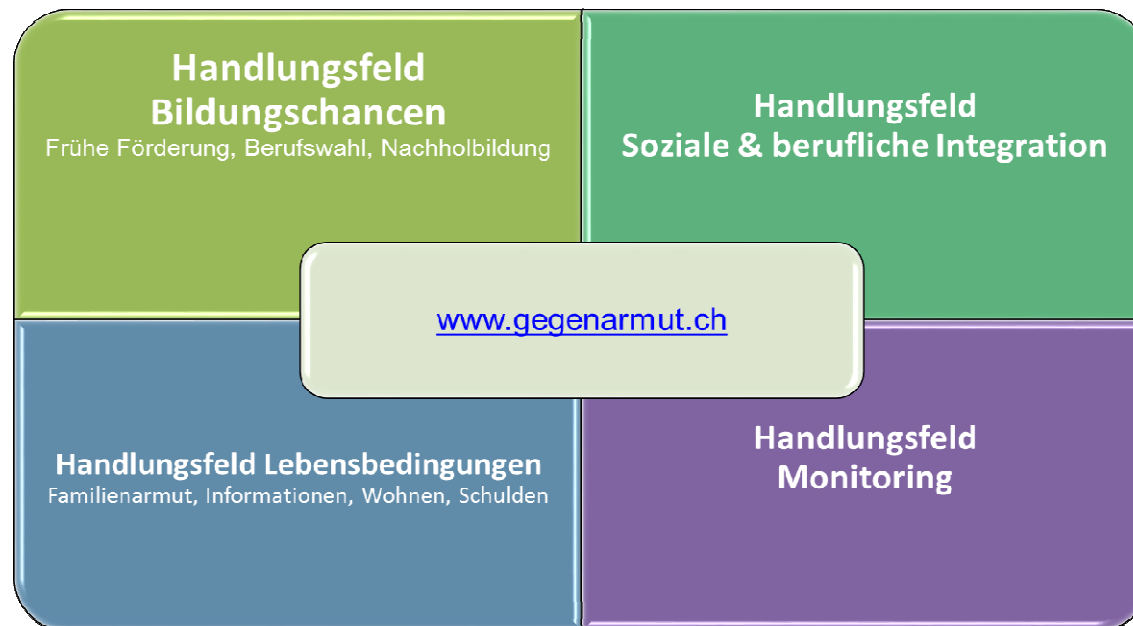 Handlungsfeld
Bildungschancen
Frühe Förderung, Berufswahl, Nachholbildung
Handlungsfeld
Soziale & berufliche Integration
www.gegenarmut.ch
Handlungsfeld Lebensbedingungen
Familienarmut, Informationen, Wohnen, Schulden
Handlungsfeld
Monitoring